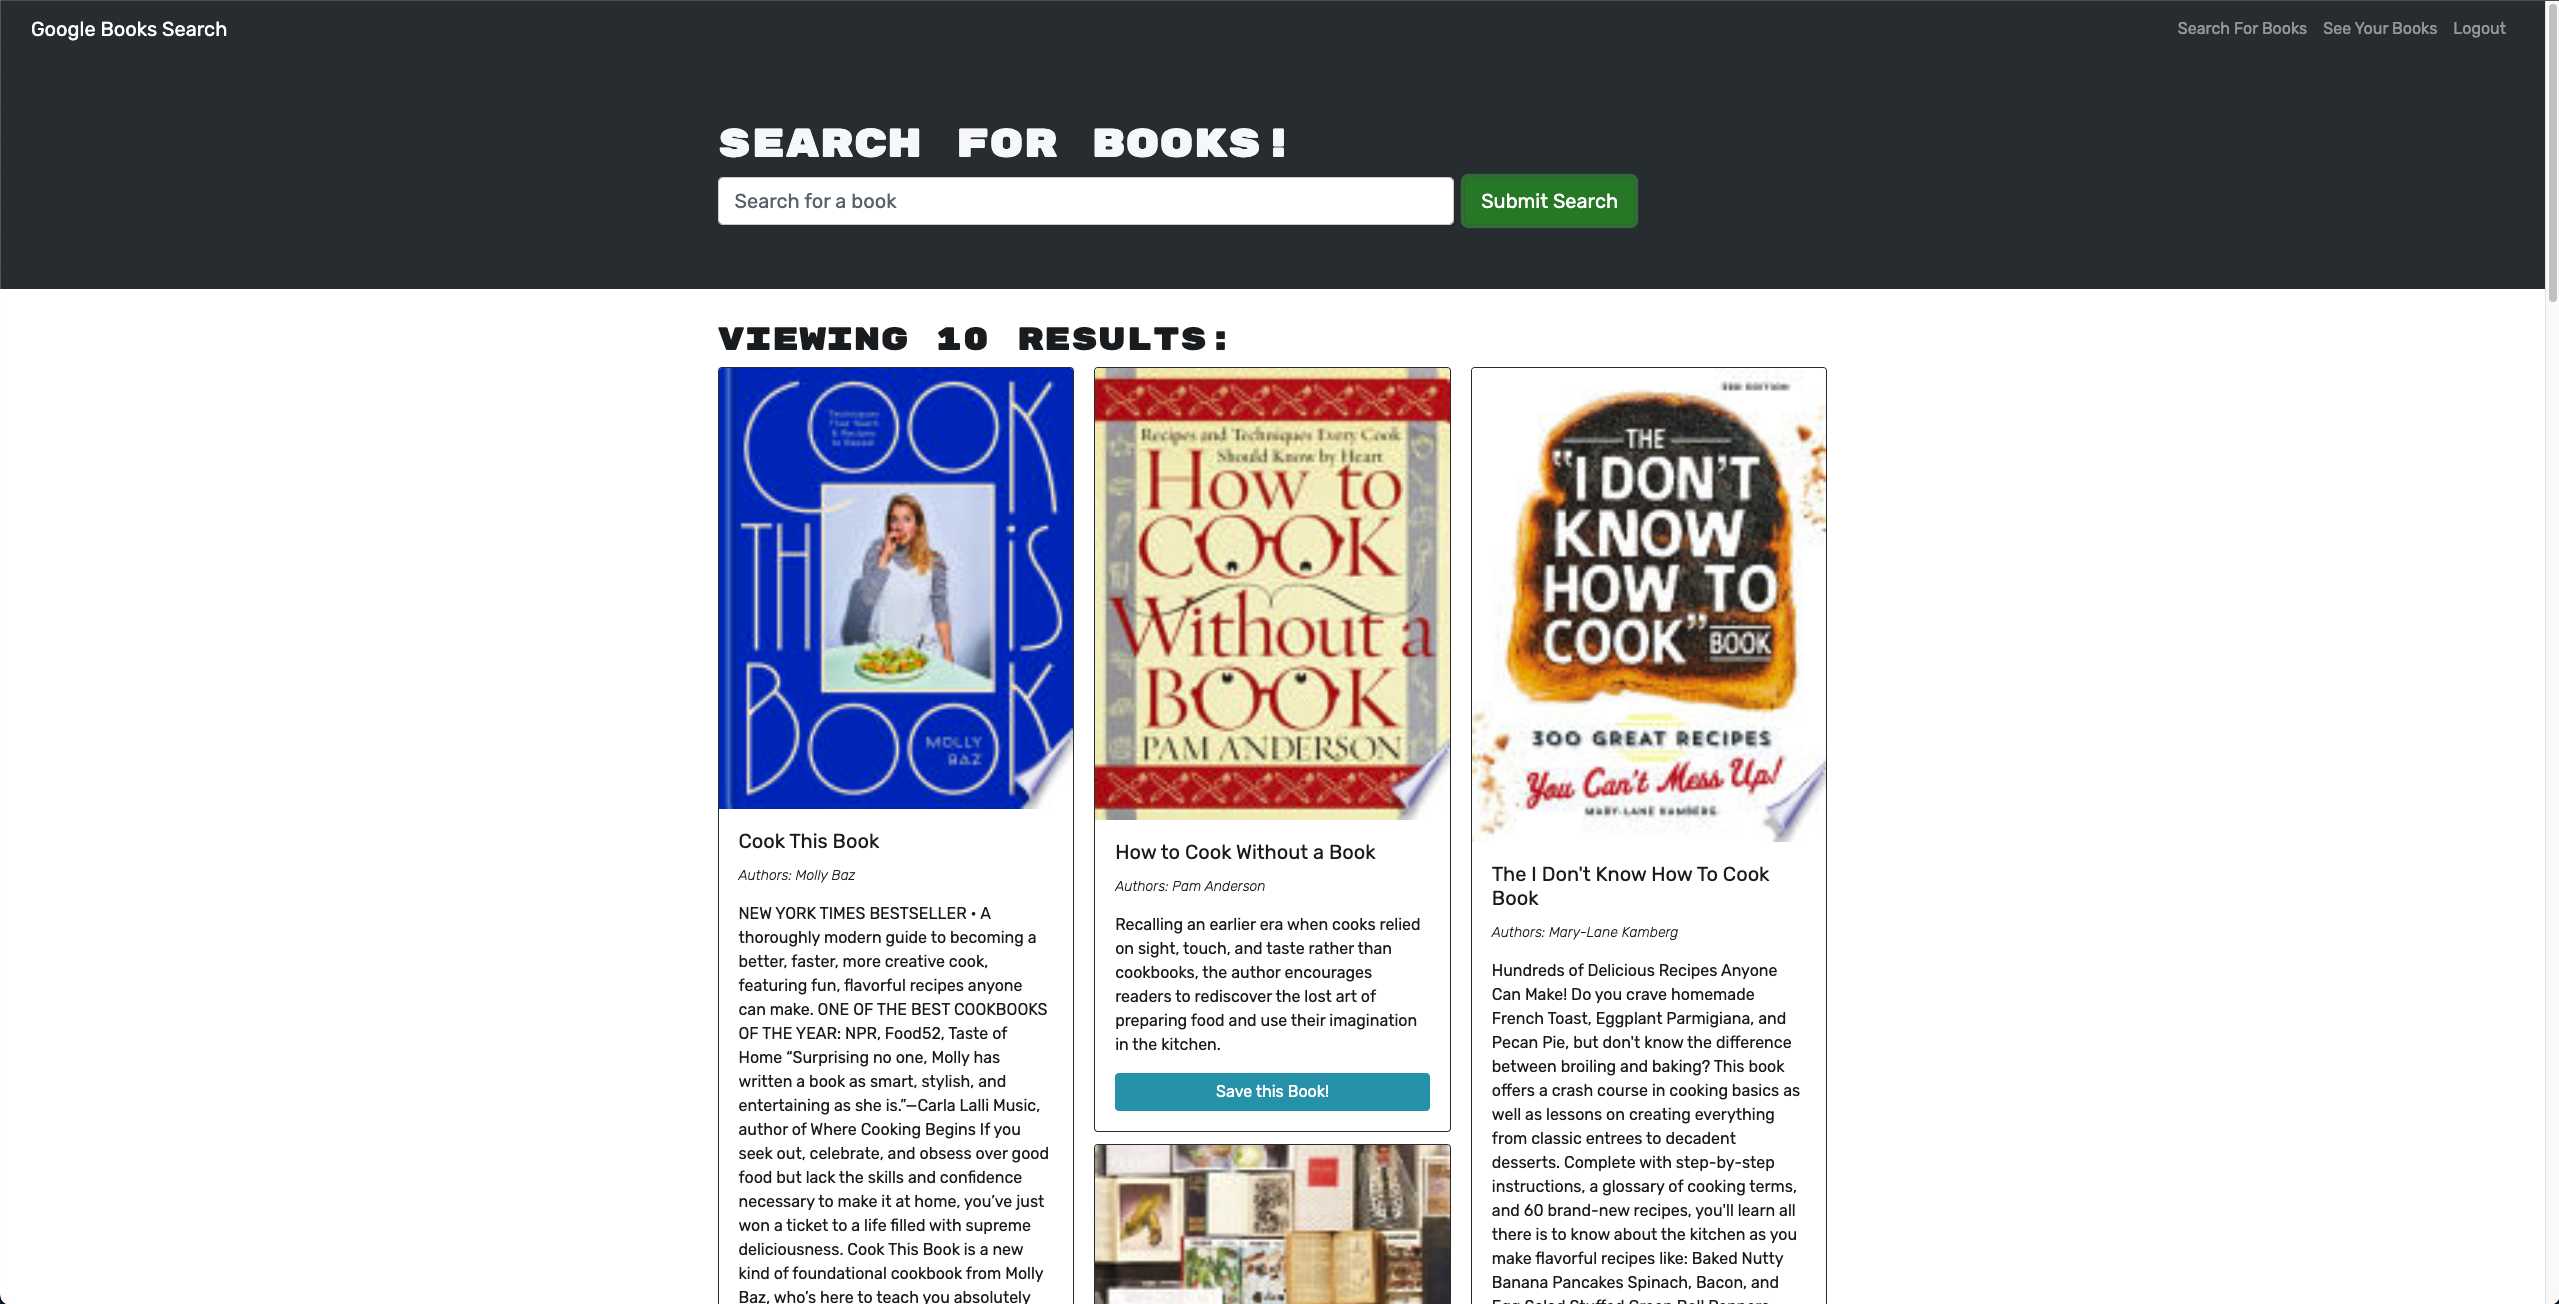 Google Books Search
Search For Books
See Your Books
Logout
SEARCH FOR BOOKS!
Search for a book
Submit Search
VIEWING 10 RESULTS:
COOK
Techniques
That Teach
& Recipes
to Repeat
THIS
BOOK
MOLLY
BAZ
Cook This Book
Authors: Molly Baz
NEW YORK TIMES BESTSELLER • A
thoroughly modern guide to becoming a
better, faster, more creative cook,
featuring fun, flavorful recipes anyone
can make. ONE OF THE BEST COOKBOOKS
OF THE YEAR: NPR, Food52, Taste of
Home “Surprising no one, Molly has
written a book as smart, stylish, and
entertaining as she is.”—Carla Lalli Music,
author of Where Cooking Begins If you
seek out, celebrate, and obsess over good
food but lack the skills and confidence
necessary to make it at home, you’ve just
won a ticket to a life filled with supreme
deliciousness. Cook This Book is a new
kind of foundational cookbook from Molly
Baz, who’s here to teach you absolutely
Recipes and Techniques Every Cook
Should Know by Heart
How to
COOK
Without a
BOOK
PAM ANDERSON
How to Cook Without a Book
Authors: Pam Anderson
Recalling an earlier era when cooks relied
on sight, touch, and taste rather than
cookbooks, the author encourages
readers to rediscover the lost art of
preparing food and use their imagination
in the kitchen.
Save this Book!
3RD EDITION
THE
“I DON'T
KNOW
HOW TO
COOK” BOOK
300 GREAT RECIPES
You Can't Mess Up!
MARY-LANE KAMBERG
The I Don't Know How To Cook
Book
Authors: Mary-Lane Kamberg
Hundreds of Delicious Recipes Anyone
Can Make! Do you crave homemade
French Toast, Eggplant Parmigiana, and
Pecan Pie, but don't know the difference
between broiling and baking? This book
offers a crash course in cooking basics as
well as lessons on creating everything
from classic entrees to decadent
desserts. Complete with step-by-step
instructions, a glossary of cooking terms,
and 60 brand-new recipes, you'll learn all
there is to know about the kitchen as you
make flavorful recipes like: Baked Nutty
Banana Pancakes Spinach, Bacon, and
Egg Salad Stuffed Green Bell Peppers